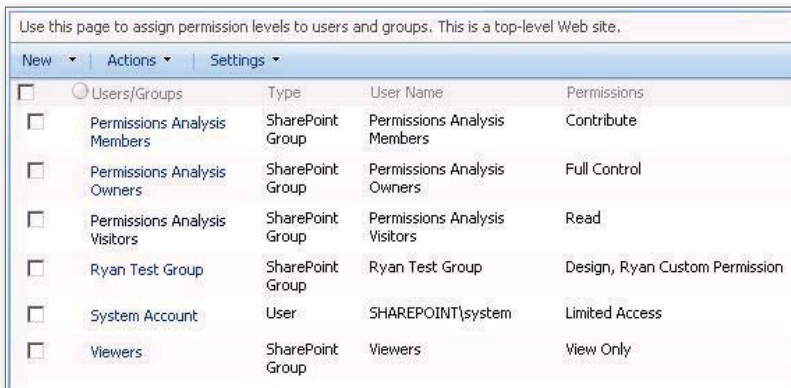 Use this page to assign permission levels to users and groups. This is a top-level Web site.
New Actions Settings
Users/Groups Type User Name Permissions
Permissions Analysis Members SharePoint Group Permissions Analysis Members Contribute
Permissions Analysis Owners SharePoint Group Permissions Analysis Owners Full Control
Permissions Analysis Visitors SharePoint Group Permissions Analysis Visitors Read
Ryan Test Group SharePoint Group Ryan Test Group Design, Ryan Custom Permission
System Account User SHAREPOINT\system Limited Access
Viewers SharePoint Group Viewers View Only